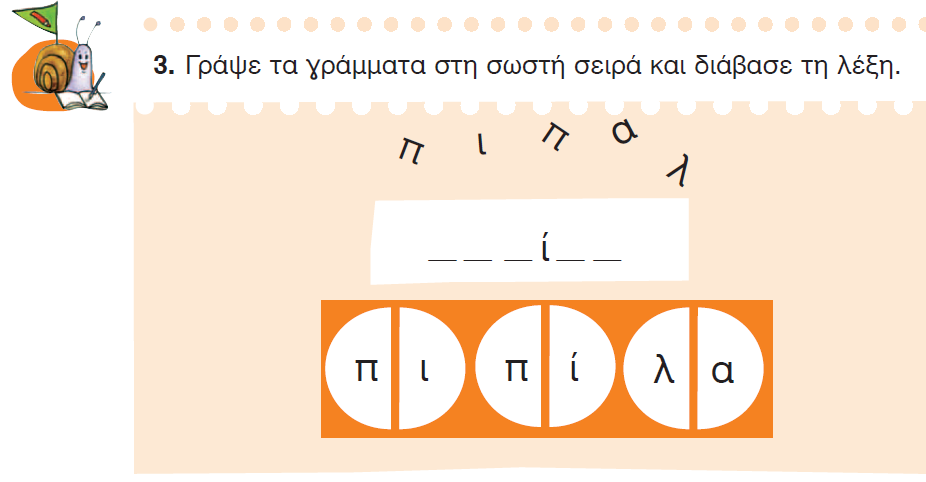 3. Γράψε τα γράμματα στη σωστή σειρά και διάβασε τη λέξη.
π ι π α λ
_ _ _ ί _ _
π ι π ί λ α